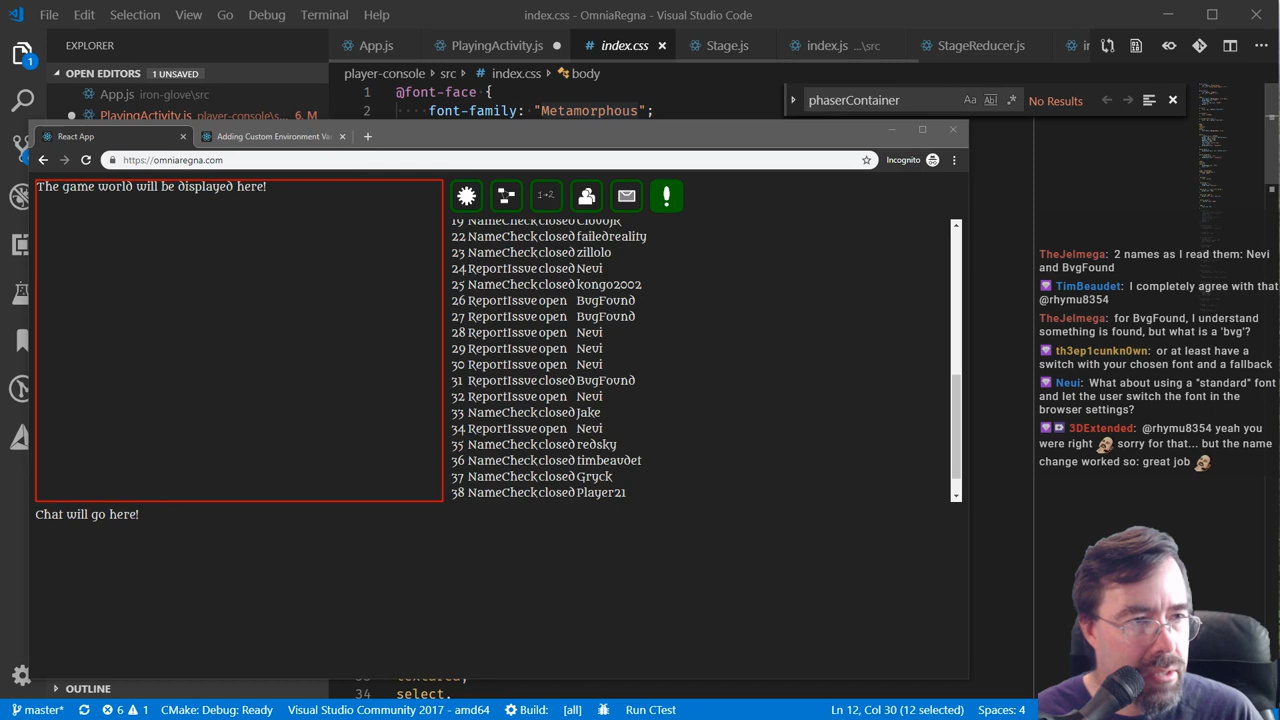 File Edit Selection View Go Debug Terminal Help
index.css - OmniaRegna - Visual Studio Code
EXPLORER
App.js
PlayingActivity.js
index.css
Stage.js
index.js ...\src
StageReducer.js
OPEN EDITORS 1 UNSAVED
player-console > src > index.css > body
App.js iron-glove\src
1 @font-face {
PlayingActivity.js player-console\s... 6, M
2 font-family: "Metamorphous";
phaserContainer
Aa Abl .*
No Results
React App
Adding Custom Environment Va
https://omniaregna.com
Incognito
The game world will be displayed here!
1→2
19 NameCheck closed Clovojr
22 NameCheck closed failedreality
23 NameCheck closed zillolo
24 ReportIssue closed Nevi
25 NameCheck closed kongo2002
26 ReportIssue open BugFound
27 ReportIssue open BugFound
28 ReportIssue open Nevi
29 ReportIssue open Nevi
30 ReportIssue open Nevi
31 ReportIssue closed BugFound
32 ReportIssue open Nevi
33 NameCheck closed Jake
34 ReportIssue open Nevi
35 NameCheck closed redsky
36 NameCheck closed timbeaudet
37 NameCheck closed Gryck
38 NameCheck closed Player21
Chat will go here!
TheJelmega: 2 names as I read them: Nevi
and BvgFound
TimBeaudet: I completely agree with that
@rhymu8354
TheJelmega: for BvgFound, I understand
something is found, but what is a 'bvg'?
th3ep1cunkn0wn: or at least have a
switch with your chosen font and a fallback
Neui: What about using a "standard" font
and let the user switch the font in the
browser settings?
3DExtended: @rhymu8354 yeah you
were right sorry for that... but the name
change worked so: great job
OUTLINE
34 select,
master* 6 1 CMake: Debug: Ready Visual Studio Community 2017 - amd64 Build: [all] Run CTest Ln 12, Col 30 (12 selected) Spaces: 4